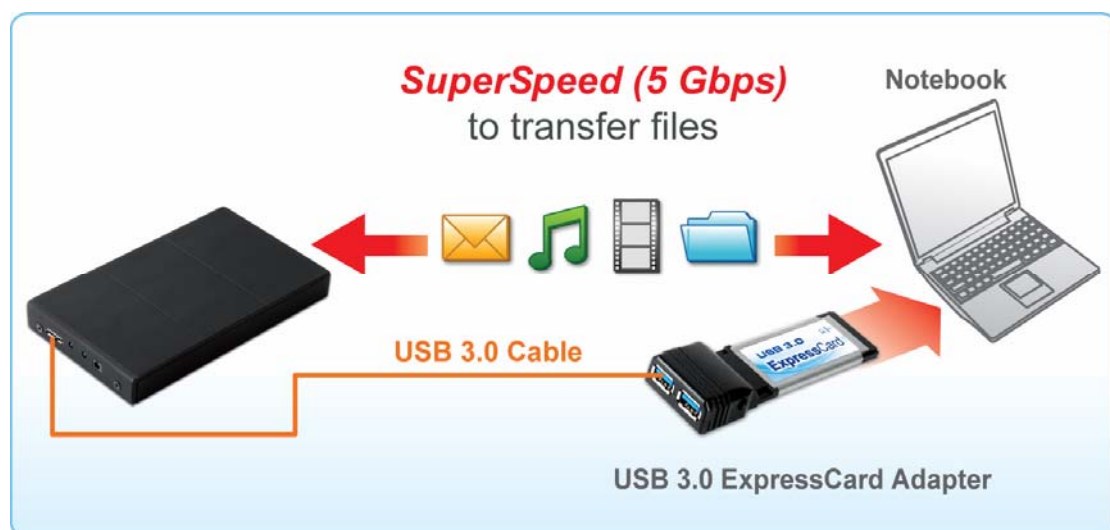 SuperSpeed (5 Gbps)
to transfer files
Notebook
USB 3.0 Cable
USB 3.0
ExpressCard
USB 3.0 ExpressCard Adapter